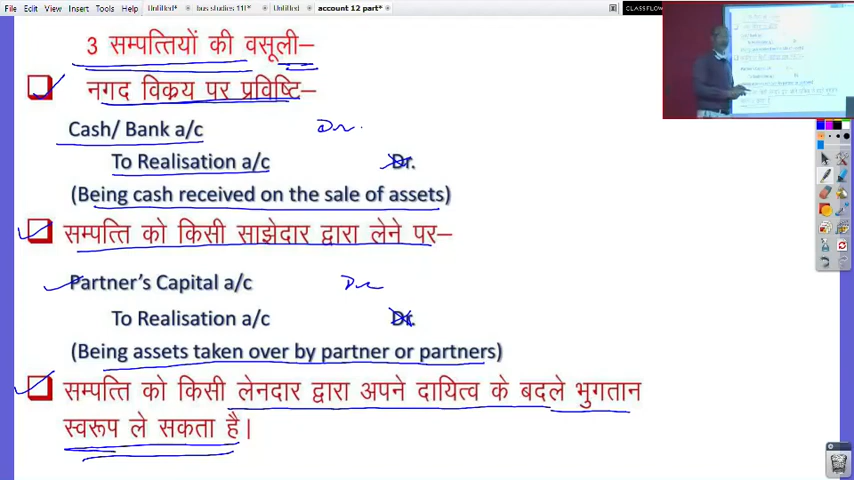 File Edit View Insert Tools Help Untitled* bus studies 11!* Untitled account 12 part* CLASSFLOW
3 सम्पत्तियों की वसूली–
नगद विक्रय पर प्रविष्टि–
Cash/ Bank a/c Dr.
To Realisation a/c Dr.
(Being cash received on the sale of assets)
सम्पत्ति को किसी साझेदार द्वारा लेने पर–
Partner's Capital a/c Dr
To Realisation a/c Dr.
(Being assets taken over by partner or partners)
सम्पत्ति को किसी लेनदार द्वारा अपने दायित्व के बदले भुगतान
स्वरूप ले सकता है।